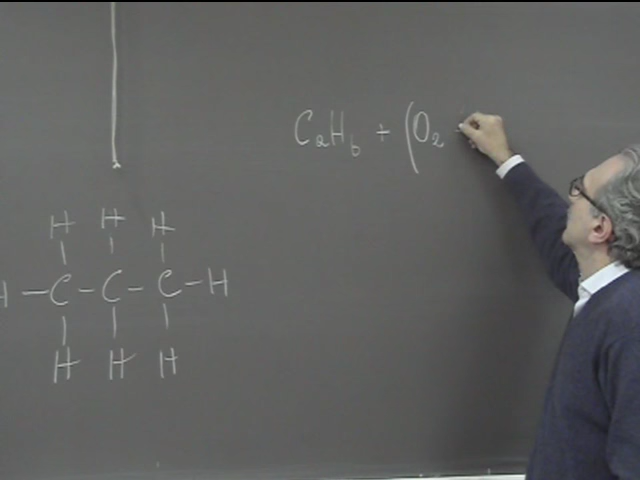 C₂H₆ + (O₂
H H H
H – C – C – C – H
H H H